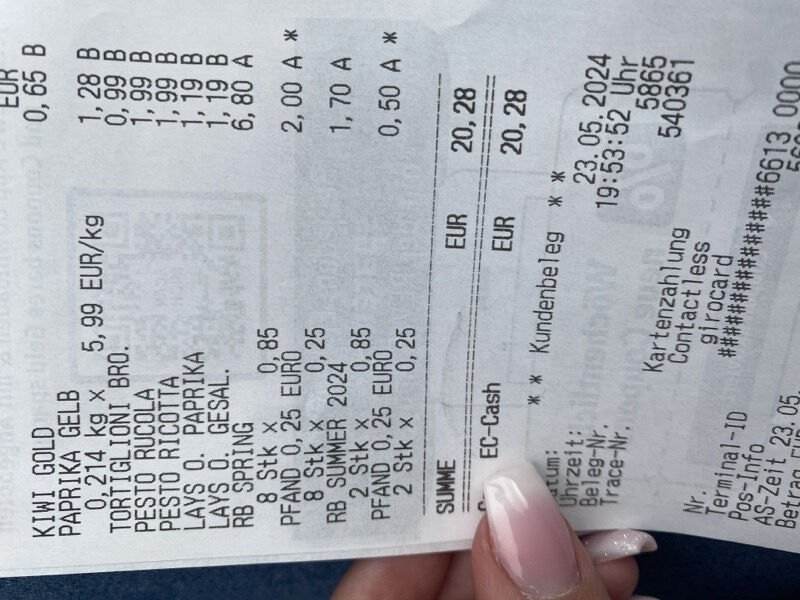 EUR
KIWI GOLD 0,65 B
PAPRIKA GELB
0,214 kg x 5,99 EUR/kg 1,28 B
TORTIGLIONI BRO. 0,99 B
PESTO RUCOLA 1,99 B
PESTO RICOTTA 1,99 B
LAYS O. PAPRIKA 1,19 B
LAYS O. GESAL. 1,19 B
RB SPRING 6,80 A
8 Stk x 0,85
PFAND 0,25 EURO 2,00 A *
8 Stk x 0,25
RB SUMMER 2024 1,70 A
2 Stk x 0,85
PFAND 0,25 EURO 0,50 A *
2 Stk x 0,25
SUMME EUR 20,28
EC-Cash EUR 20,28
* * Kundenbeleg * *
23.05.2024
Uhrzeit: 19:53:52 Uhr
Beleg-Nr. 5865
Trace-Nr. 540361
Kartenzahlung
Contactless
girocard
Nr. ###############6613 0000
Terminal-ID
Pos-Info
AS-Zeit 23.05.
Betrag EUR